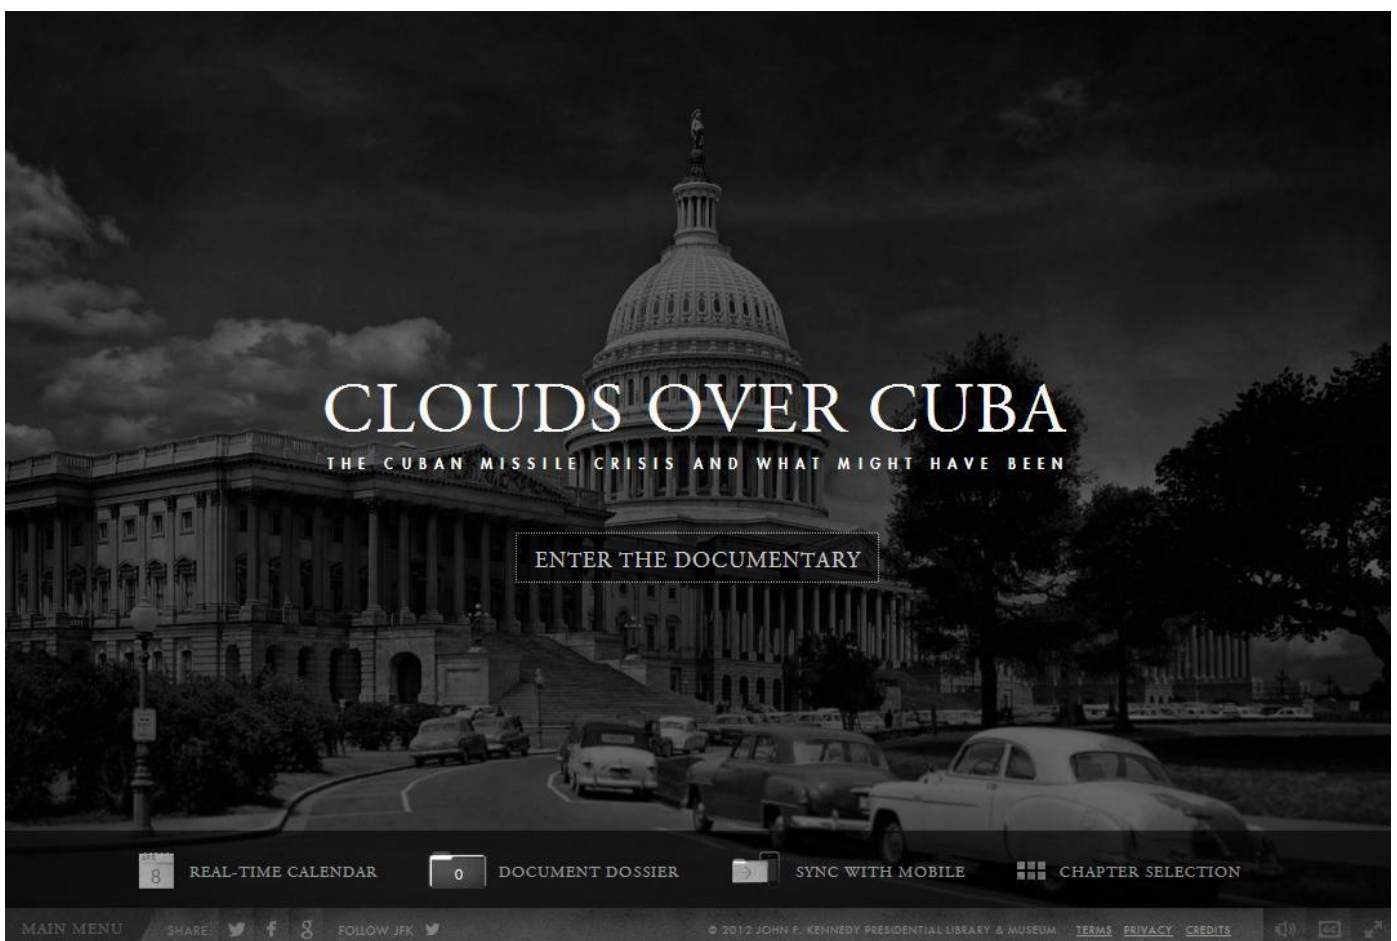 CLOUDS OVER CUBA
THE CUBAN MISSILE CRISIS AND WHAT MIGHT HAVE BEEN
ENTER THE DOCUMENTARY
APR 8 REAL-TIME CALENDAR 0 DOCUMENT DOSSIER SYNC WITH MOBILE CHAPTER SELECTION
MAIN MENU SHARE: FOLLOW JFK © 2012 JOHN F. KENNEDY PRESIDENTIAL LIBRARY & MUSEUM TERMS PRIVACY CREDITS CC